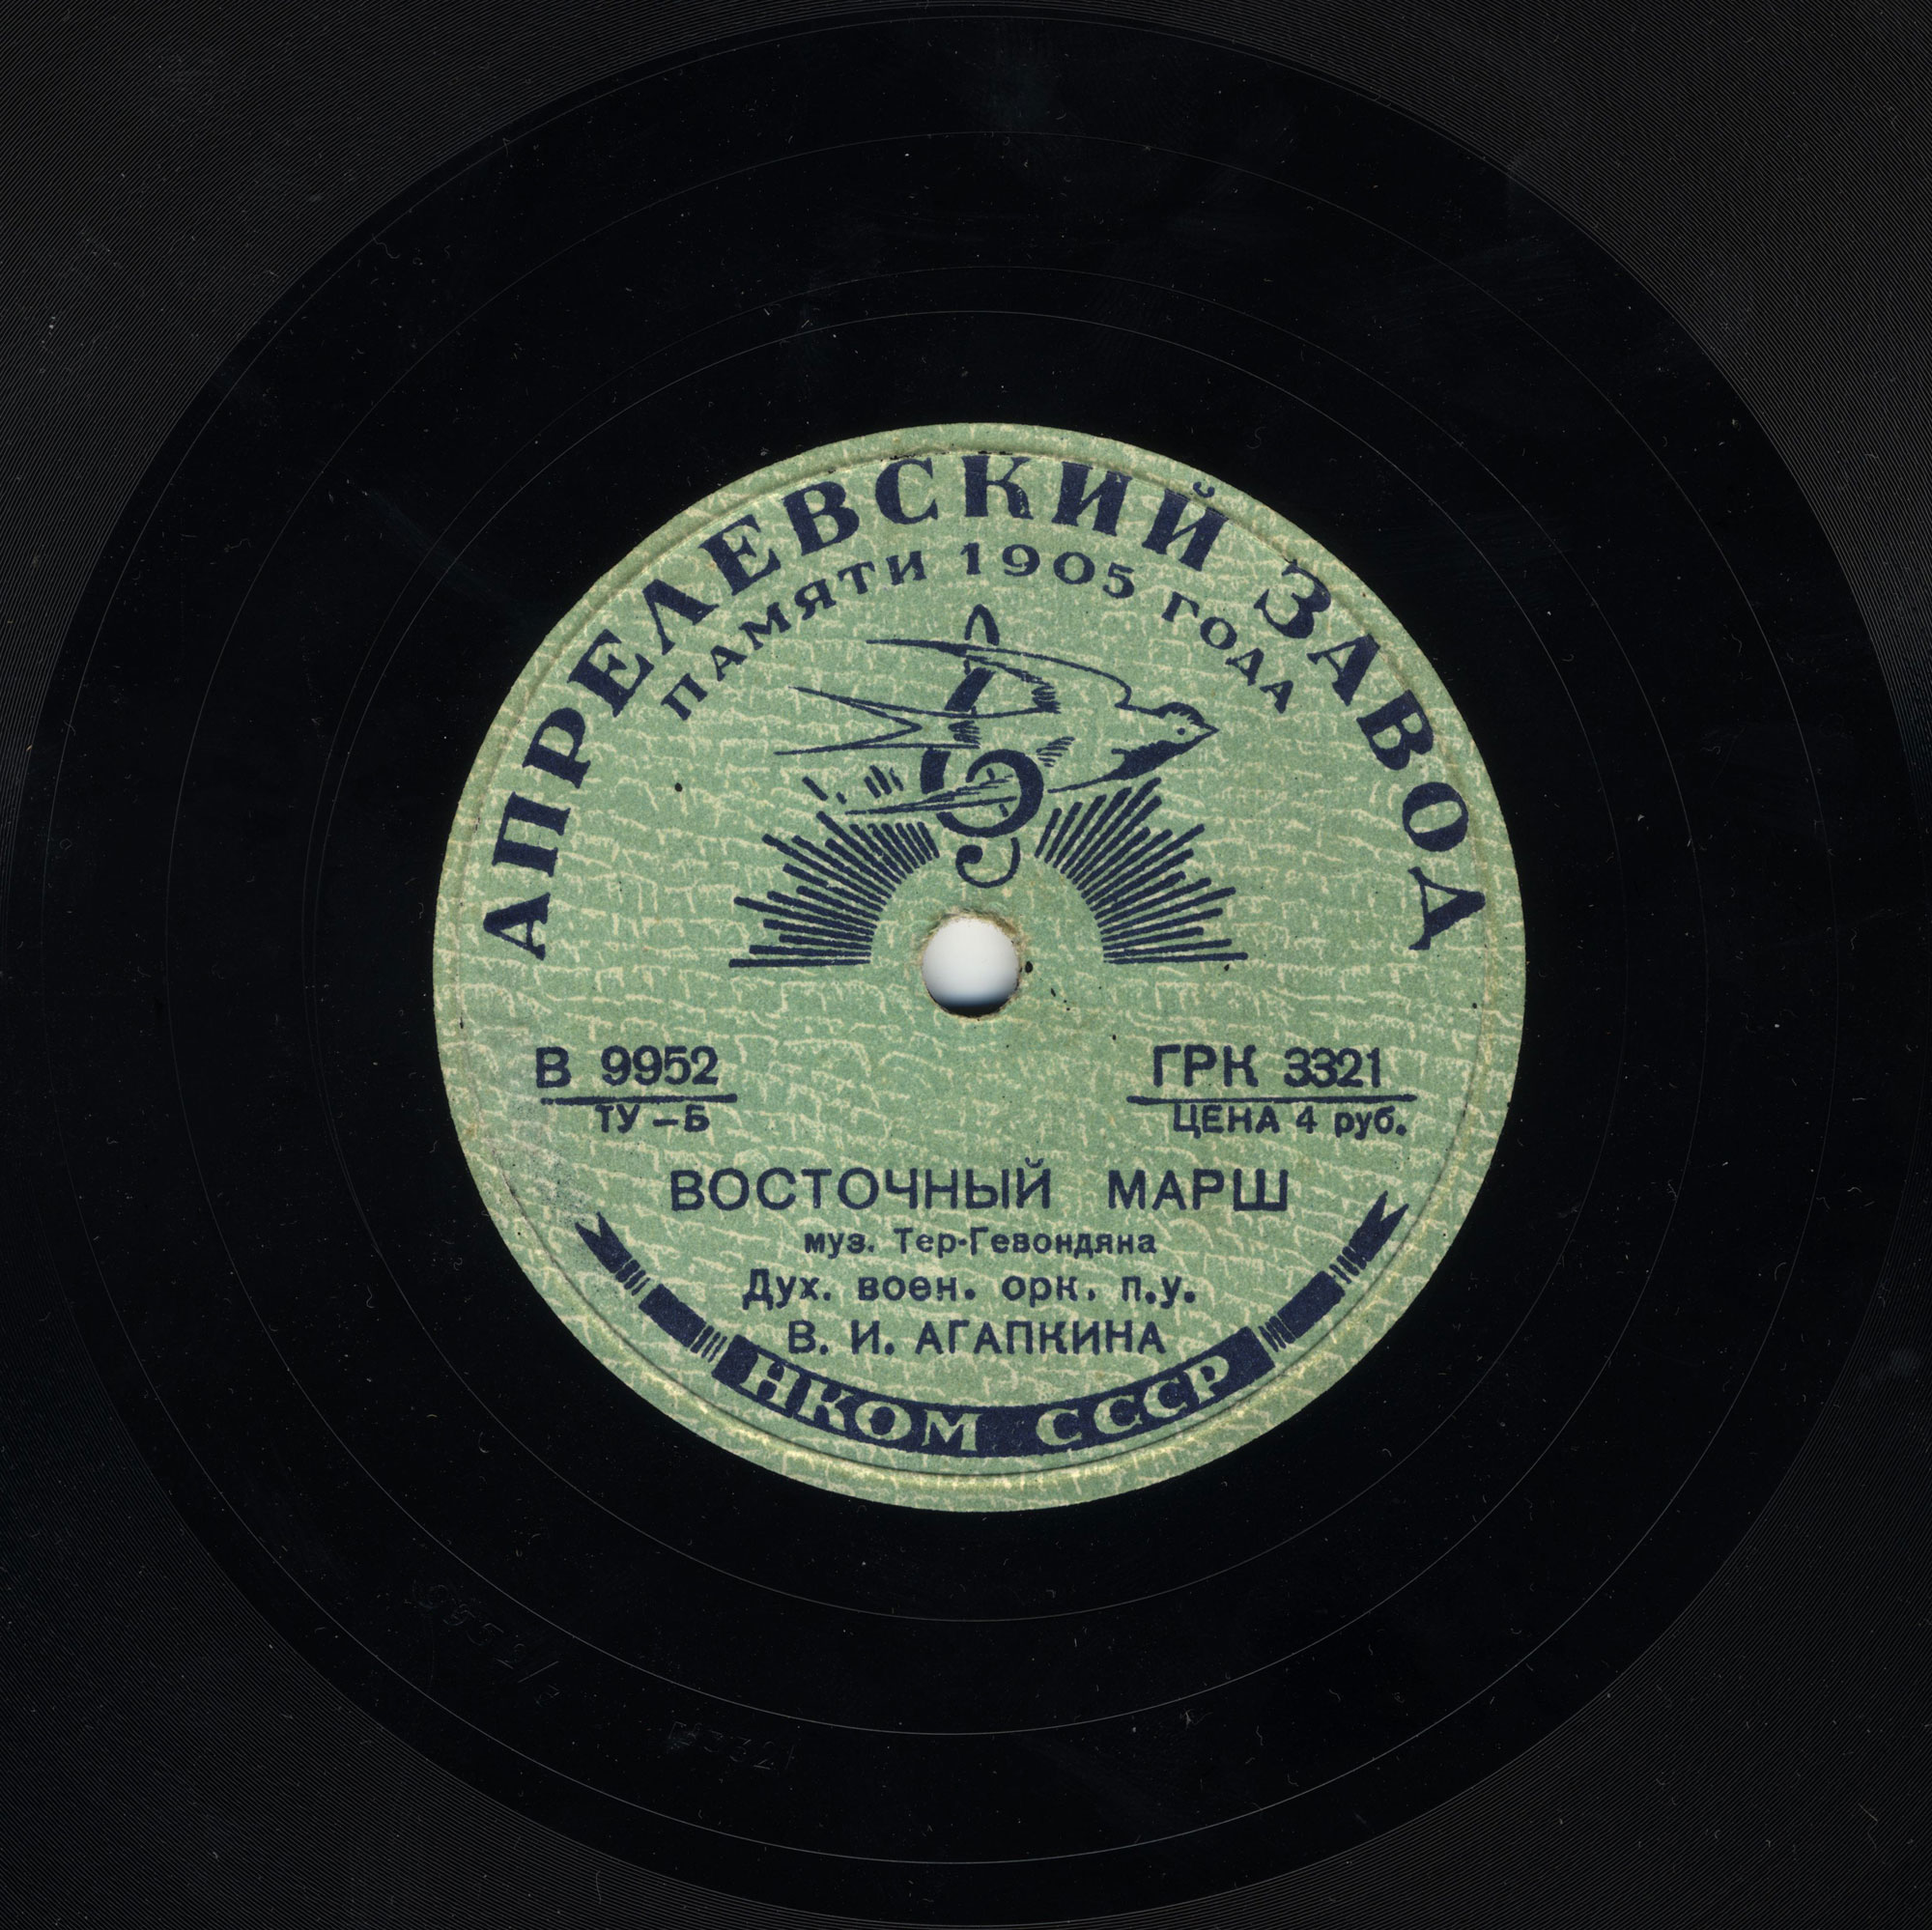 АПРЕЛЕВСКИЙ ЗАВОД
ПАМЯТИ 1905 ГОДА
В 9952
ТУ-Б
ГРК 3321
ЦЕНА 4 руб.
ВОСТОЧНЫЙ МАРШ
муз. Тер-Гевондяна
Дух. воен. орк. п.у.
В. И. АГАПКИНА
НКОМ СССР